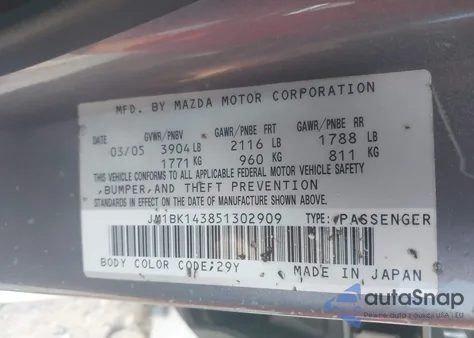 MFD. BY MAZDA MOTOR CORPORATION
DATE GVWR/PNBV GAWR/PNBE FRT GAWR/PNBE RR
03/05 3904 LB 2116 LB 1788 LB
1771 KG 960 KG 811 KG
THIS VEHICLE CONFORMS TO ALL APPLICABLE FEDERAL MOTOR VEHICLE SAFETY
,BUMPER,AND THEFT PREVENTION
STANDARDS IN EFFECT ON THE DATE OF MANUFACTURE SHOWN ABOVE.
JM1BK143851302909 TYPE: PASSENGER
BODY COLOR CODE;29Y MADE IN JAPAN
autoSnap